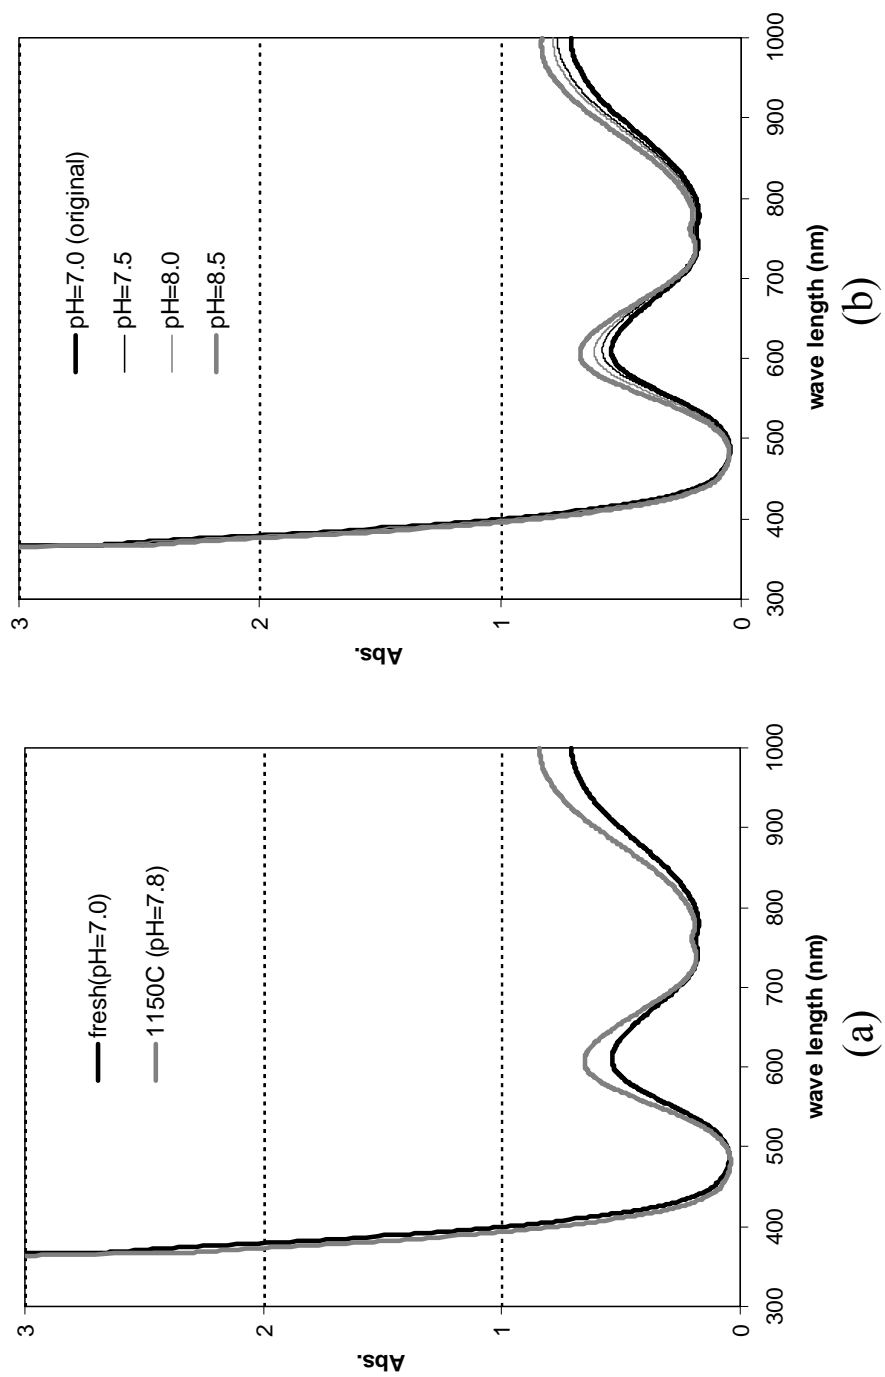 3
2
1
0
Abs.
fresh(pH=7.0)
1150C (pH=7.8)
300 400 500 600 700 800 900 1000
wave length (nm)
(a)
3
2
1
0
Abs.
pH=7.0 (original)
pH=7.5
pH=8.0
pH=8.5
300 400 500 600 700 800 900 1000
wave length (nm)
(b)